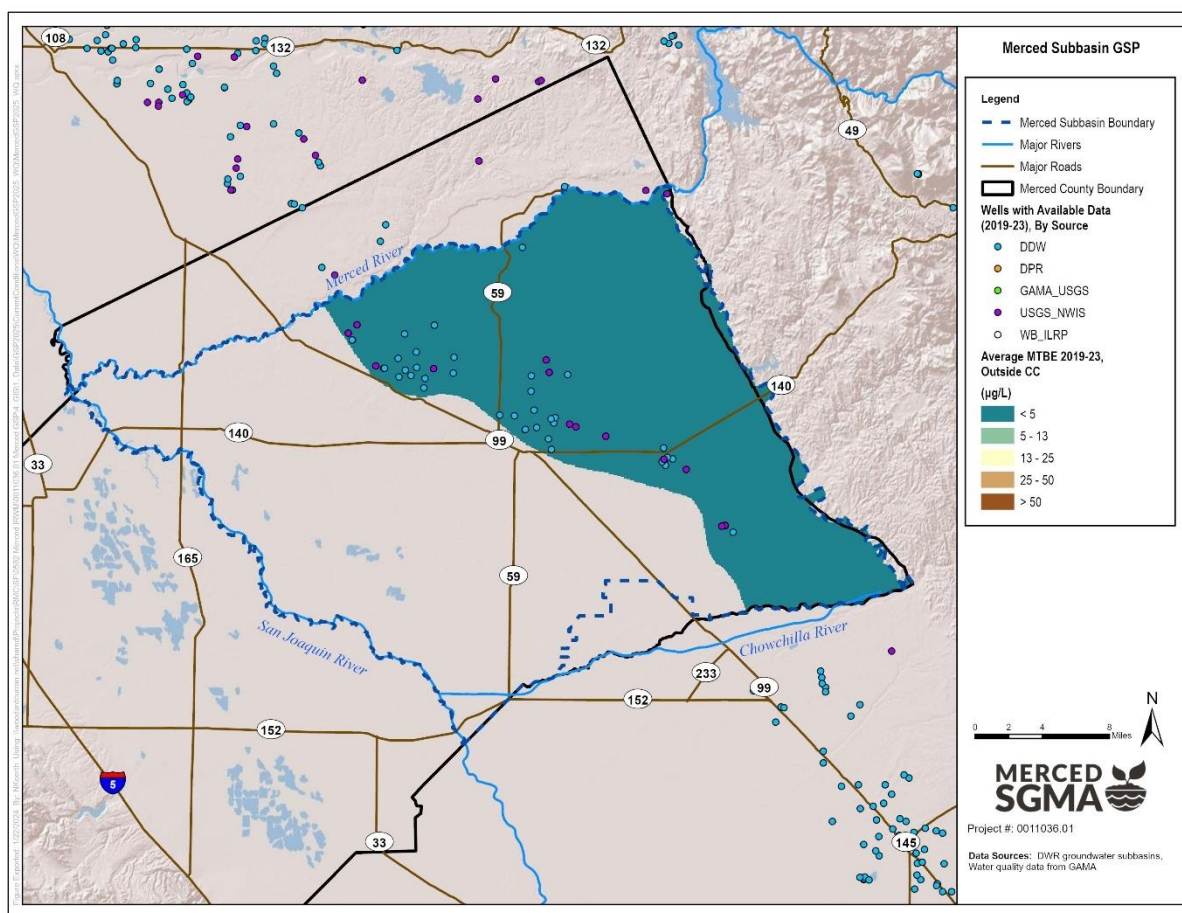 Merced Subbasin GSP
Legend
Merced Subbasin Boundary
Major Rivers
Major Roads
Merced County Boundary
Wells with Available Data
(2019-23), By Source
DDW
DPR
GAMA_USGS
USGS_NWIS
WB_ILRP
Average MTBE 2019-23,
Outside CC
(µg/L)
< 5
5 - 13
13 - 25
25 - 50
> 50
108
132
132
49
Merced River
59
140
140
99
33
165
59
San Joaquin River
Chowchilla River
233
99
152
152
5
33
145
N
0 2 4 8
Miles
MERCED
SGMA
Project #: 0011036.01
Data Sources: DWR groundwater subbasins,
Water quality data from GAMA